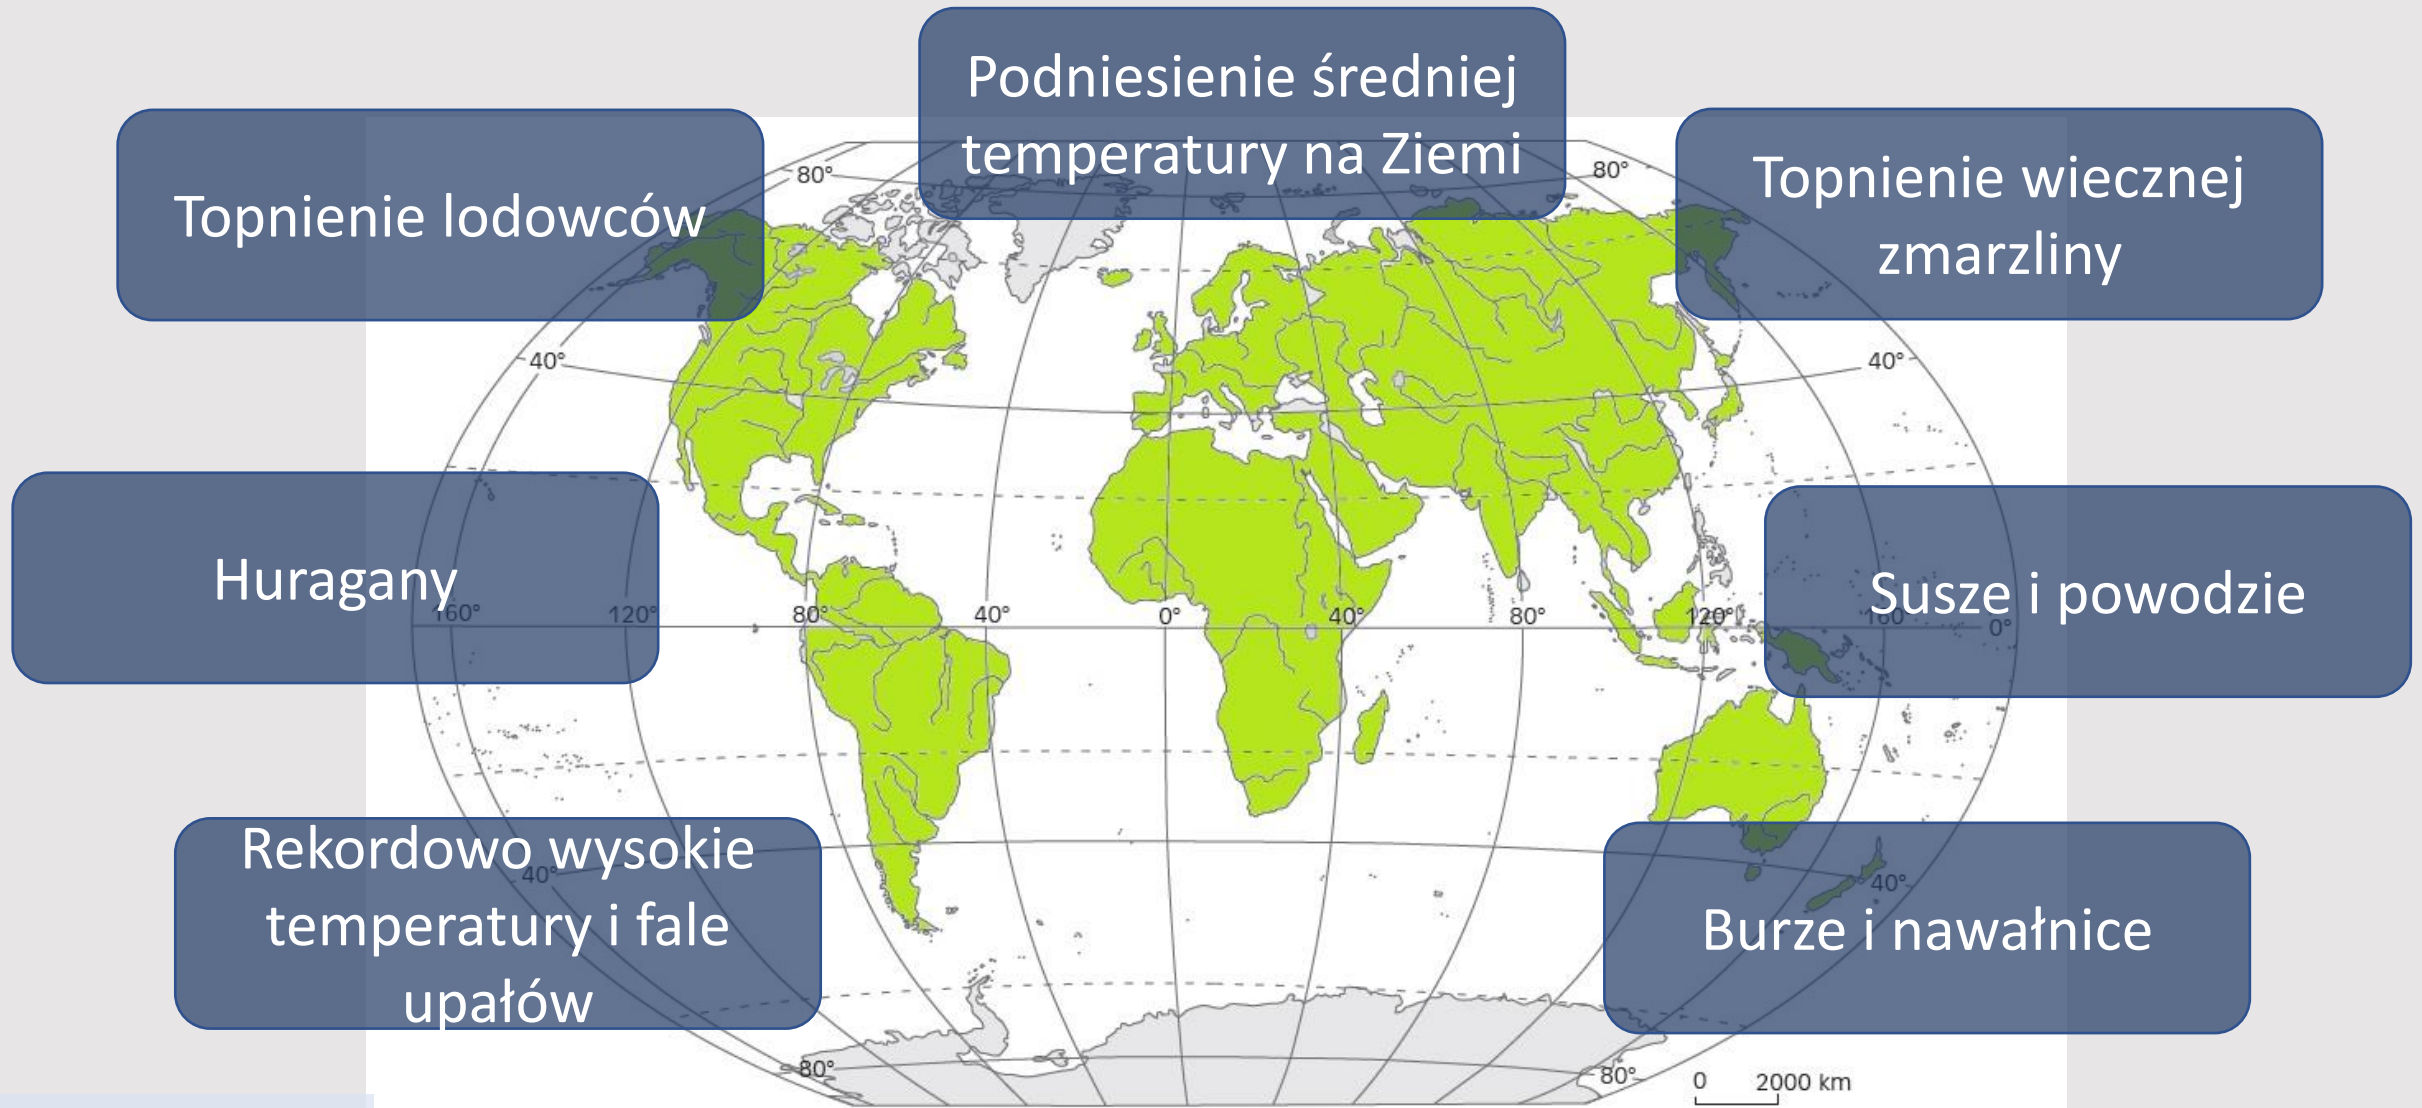 Podniesienie średniej
temperatury na Ziemi
Topnienie lodowców
Topnienie wiecznej
zmarzliny
Huragany
Susze i powodzie
Rekordowo wysokie
temperatury i fale
upałów
Burze i nawałnice
80°
80°
40°
40°
160°
120°
80°
40°
0°
40°
80°
120°
160°
0°
40°
40°
80°
80°
0 2000 km